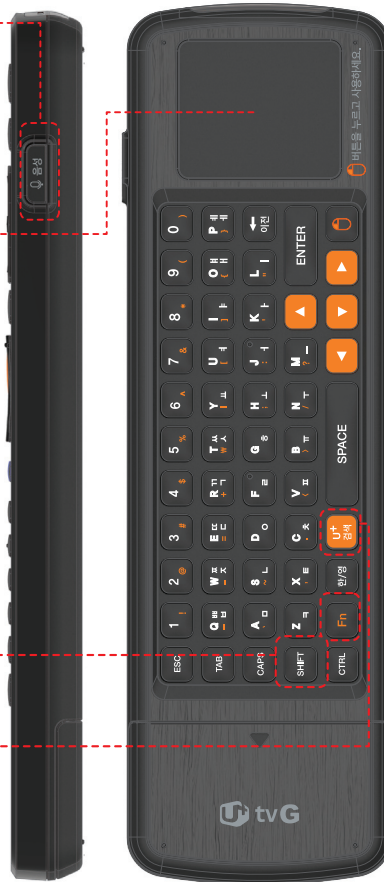 음성
버튼을 누르고 사용하세요.
ESC 1 ! 2 @ 3 # 4 $ 5 % 6 ^ 7 & 8 * 9 ( 0 )
TAB Q ㅃ ㅂ W ㅉ ㅈ E ㄸ ㄷ R ㄲ ㄱ + T ㅆ ㅅ ₩ Y ㅛ U ㅕ [ I ㅑ ] O ㅒ ㅐ { P ㅖ ㅔ }
CAPS A ㅁ S ㄴ D ㅇ F ㄹ G ㅎ H ㅗ J ㅓ K ㅏ L ㅣ 이전
SHIFT Z ㅋ X ㅌ C ㅊ V ㅍ B ㅠ N ㅜ / M ㅡ ? ENTER
CTRL Fn 한/영 U+ 검색 SPACE
U+ tvG